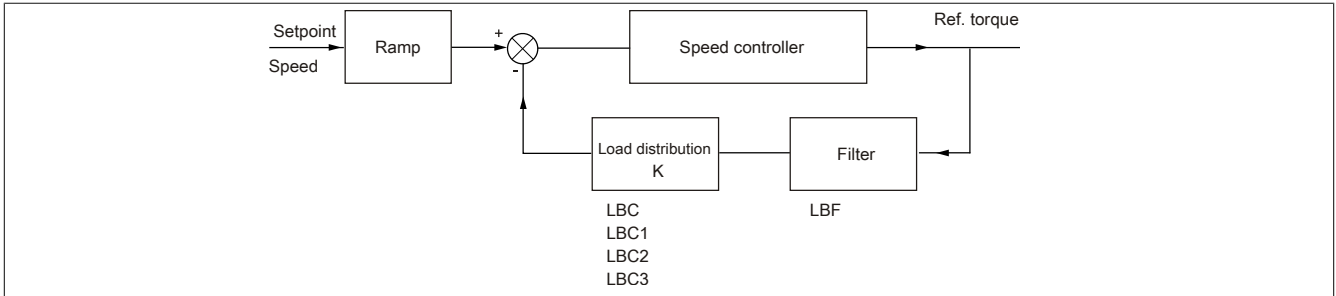 Setpoint
Speed
Ramp
+
-
Speed controller
Ref. torque
Load distribution
K
Filter
LBC
LBC1
LBC2
LBC3
LBF